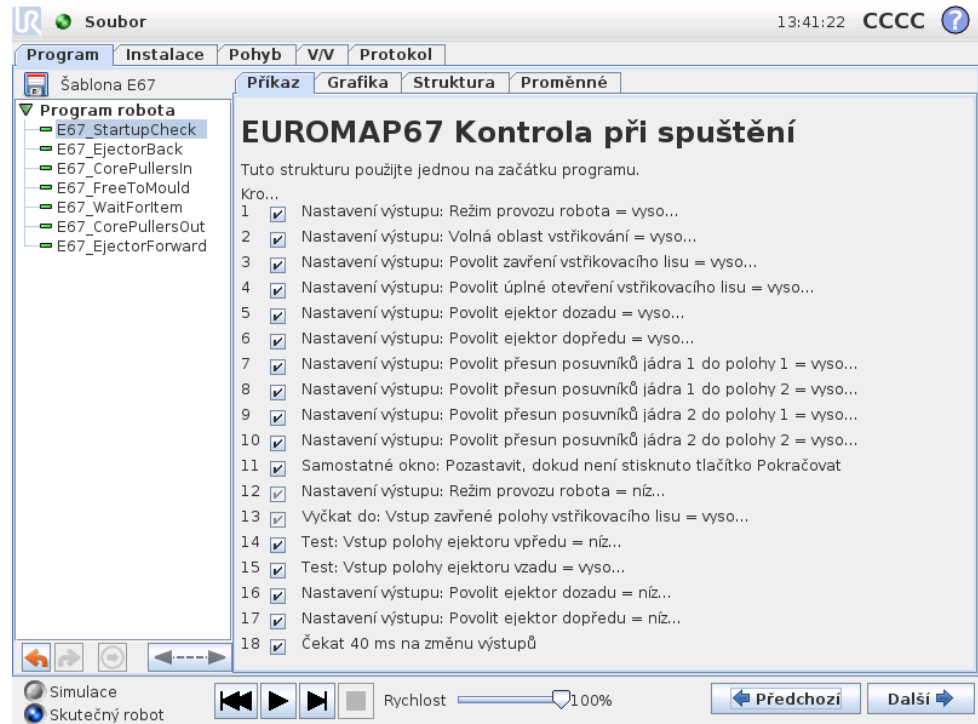 UR Soubor 13:41:22 CCCC ?
Program Instalace Pohyb V/V Protokol
Šablona E67
Příkaz Grafika Struktura Proměnné
Program robota
E67_StartupCheck
E67_EjectorBack
E67_CorePullersIn
E67_FreeToMould
E67_WaitForItem
E67_CorePullersOut
E67_EjectorForward
EUROMAP67 Kontrola při spuštění
Tuto strukturu použijte jednou na začátku programu.
Kro...
1 Nastavení výstupu: Režim provozu robota = vyso...
2 Nastavení výstupu: Volná oblast vstřikování = vyso...
3 Nastavení výstupu: Povolit zavření vstřikovacího lisu = vyso...
4 Nastavení výstupu: Povolit úplné otevření vstřikovacího lisu = vyso...
5 Nastavení výstupu: Povolit ejektor dozadu = vyso...
6 Nastavení výstupu: Povolit ejektor dopředu = vyso...
7 Nastavení výstupu: Povolit přesun posuvníků jádra 1 do polohy 1 = vyso...
8 Nastavení výstupu: Povolit přesun posuvníků jádra 1 do polohy 2 = vyso...
9 Nastavení výstupu: Povolit přesun posuvníků jádra 2 do polohy 1 = vyso...
10 Nastavení výstupu: Povolit přesun posuvníků jádra 2 do polohy 2 = vyso...
11 Samostatné okno: Pozastavit, dokud není stisknuto tlačítko Pokračovat
12 Nastavení výstupu: Režim provozu robota = níz...
13 Vyčkat do: Vstup zavřené polohy vstřikovacího lisu = vyso...
14 Test: Vstup polohy ejektoru vpředu = níz...
15 Test: Vstup polohy ejektoru vzadu = vyso...
16 Nastavení výstupu: Povolit ejektor dozadu = níz...
17 Nastavení výstupu: Povolit ejektor dopředu = níz...
18 Čekat 40 ms na změnu výstupů
Simulace
Skutečný robot
Rychlost 100%
Předchozí Další